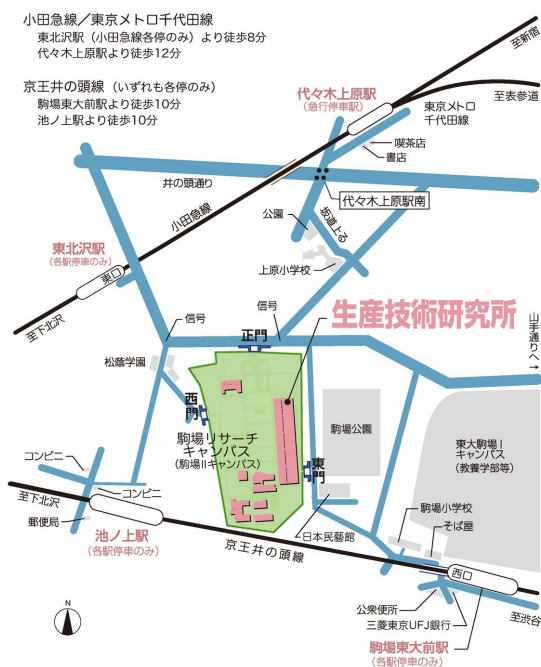 小田急線／東京メトロ千代田線
東北沢駅（小田急線各停のみ）より徒歩8分
代々木上原駅より徒歩12分
京王井の頭線（いずれも各停のみ）
駒場東大前駅より徒歩10分
池ノ上駅より徒歩10分
至新宿
代々木上原駅
（急行停車駅）
東京メトロ
千代田線
至表参道
喫茶店
書店
井の頭通り
代々木上原駅南
小田急線
公園
坂道上る
東北沢駅
（各駅停車のみ）
東口
上原小学校
至下北沢
信号
信号
生産技術研究所
山手通りへ→
正門
松蔭学園
西門
駒場リサーチ
キャンパス
（駒場IIキャンパス）
駒場公園
東大駒場I
キャンパス
（教養学部等）
東門
コンビニ
コンビニ
至下北沢
郵便局
池ノ上駅
（各駅停車のみ）
日本民藝館
駒場小学校
そば屋
京王井の頭線
西口
公衆便所
三菱東京UFJ銀行
至渋谷
駒場東大前駅
（各駅停車のみ）
N